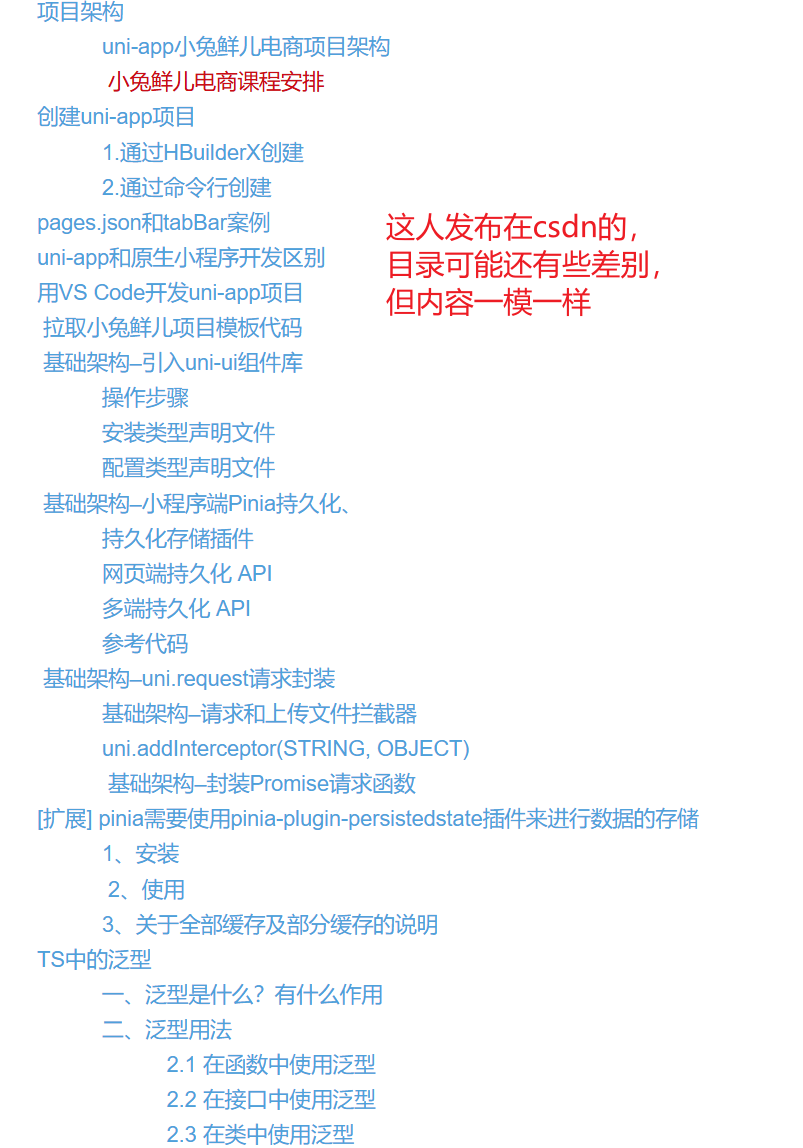 项目架构
uni-app小兔鲜儿电商项目架构
小兔鲜儿电商课程安排
创建uni-app项目
1.通过HBuilderX创建
2.通过命令行创建
pages.json和tabBar案例
uni-app和原生小程序开发区别
用VS Code开发uni-app项目
拉取小兔鲜儿项目模板代码
基础架构–引入uni-ui组件库
操作步骤
安装类型声明文件
配置类型声明文件
基础架构–小程序端Pinia持久化、
持久化存储插件
网页端持久化 API
多端持久化 API
参考代码
基础架构–uni.request请求封装
基础架构–请求和上传文件拦截器
uni.addInterceptor(STRING, OBJECT)
基础架构–封装Promise请求函数
[扩展] pinia需要使用pinia-plugin-persistedstate插件来进行数据的存储
1、安装
2、使用
3、关于全部缓存及部分缓存的说明
TS中的泛型
一、泛型是什么？有什么作用
二、泛型用法
2.1 在函数中使用泛型
2.2 在接口中使用泛型
2.3 在类中使用泛型
这人发布在csdn的，
目录可能还有些差别，
但内容一模一样